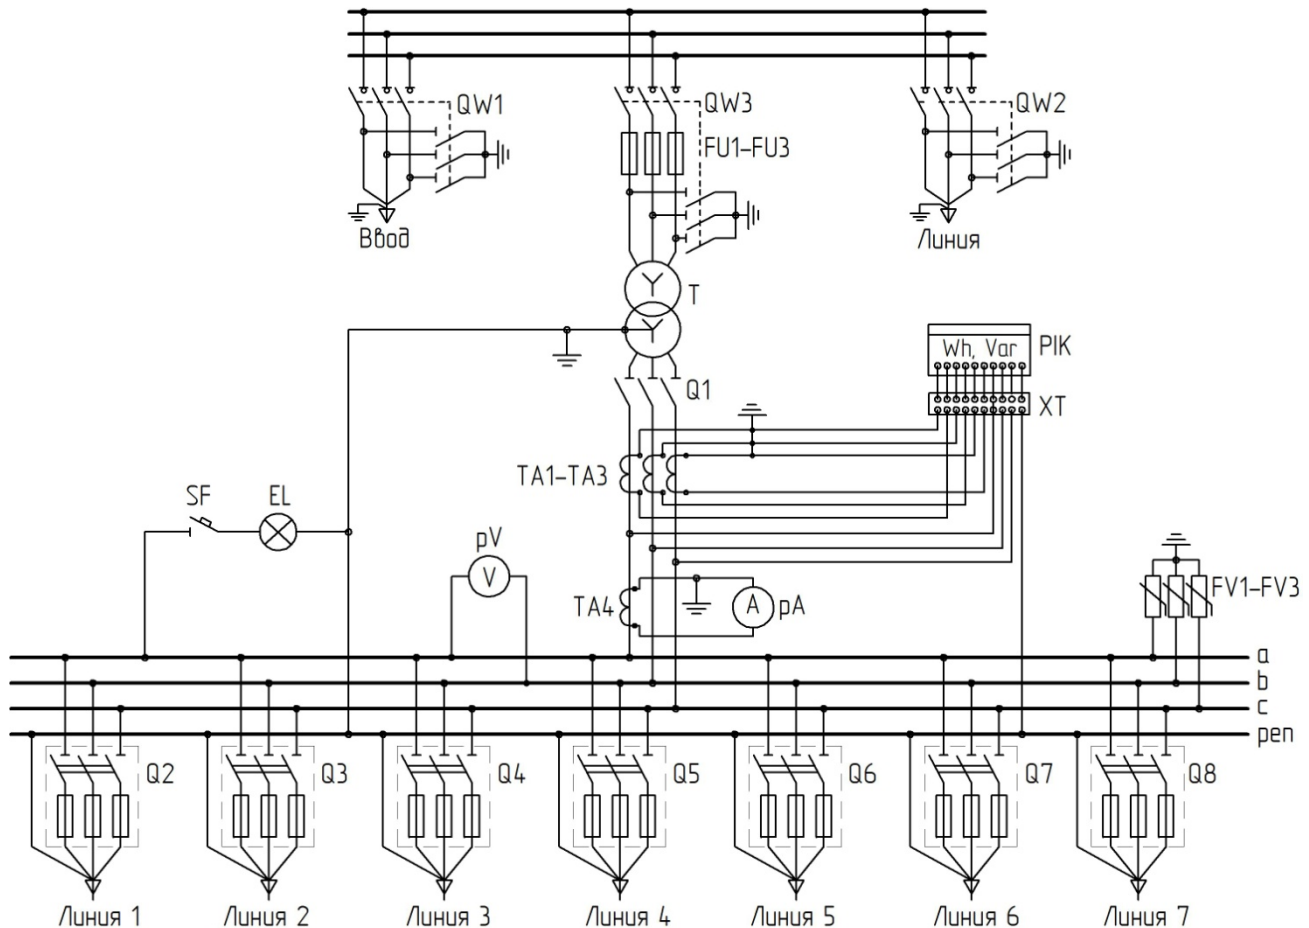 QW1
QW3
QW2
FU1-FU3
Ввод
Линия
T
Wh, Var
PIK
XT
Q1
TA1-TA3
SF
EL
pV
V
TA4
A
pA
FV1-FV3
a
b
c
pen
Q2
Q3
Q4
Q5
Q6
Q7
Q8
Линия 1
Линия 2
Линия 3
Линия 4
Линия 5
Линия 6
Линия 7